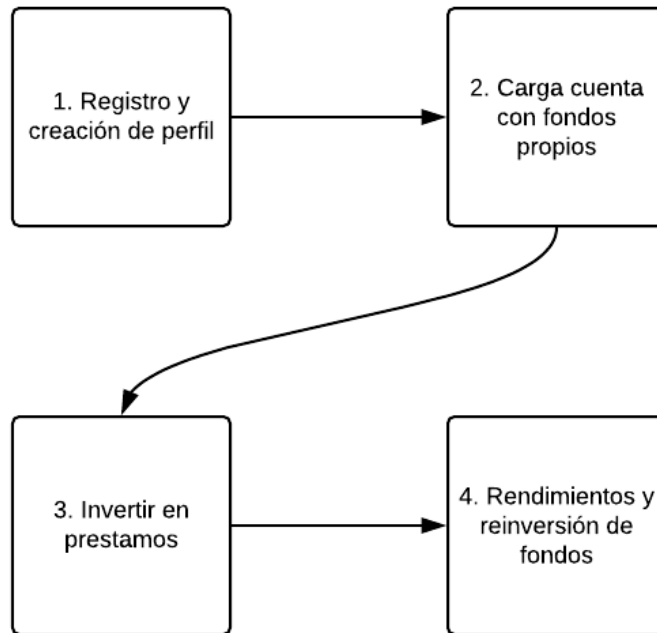 1. Registro y
creación de perfil
2. Carga cuenta
con fondos
propios
3. Invertir en
prestamos
4. Rendimientos y
reinversión de
fondos